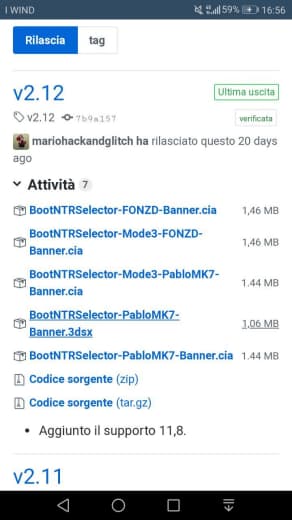 I WIND 59% 16:56
Rilascia tag
v2.12 Ultima uscita
v2.12 7b9a157 verificata
mariohackandglitch ha rilasciato questo 20 days
ago
Attività 7
BootNTRSelector-FONZD-Banner.cia 1,46 MB
BootNTRSelector-Mode3-FONZD-
Banner.cia 1,46 MB
BootNTRSelector-Mode3-PabloMK7-
Banner.cia 1.44 MB
BootNTRSelector-PabloMK7-
Banner.3dsx 1,06 MB
BootNTRSelector-PabloMK7-Banner.cia 1.44 MB
Codice sorgente (zip)
Codice sorgente (tar.gz)
• Aggiunto il supporto 11,8.
v2.11